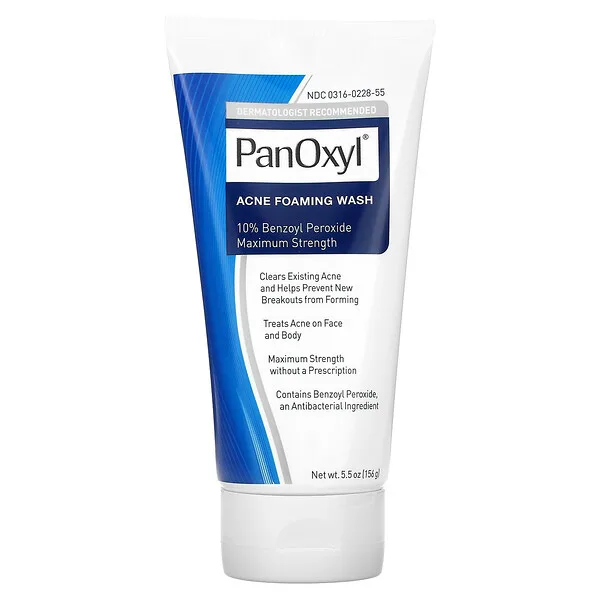 NDC 0316-0228-55
DERMATOLOGIST RECOMMENDED
PanOxyl®
ACNE FOAMING WASH
10% Benzoyl Peroxide
Maximum Strength
Clears Existing Acne
and Helps Prevent New
Breakouts from Forming
Treats Acne on Face
and Body
Maximum Strength
without a Prescription
Contains Benzoyl Peroxide,
an Antibacterial Ingredient
Net wt. 5.5 oz (156 g)